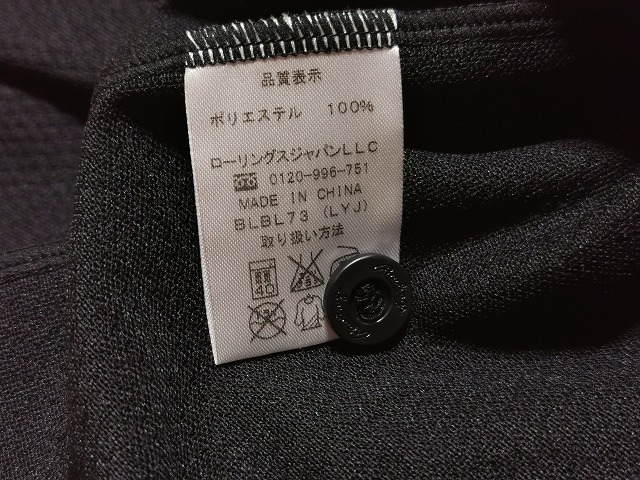 品質表示
ポリエステル 100%
ローリングスジャパンLLC
0120-996-751
MADE IN CHINA
BLBL73 (LYJ)
取り扱い方法
40